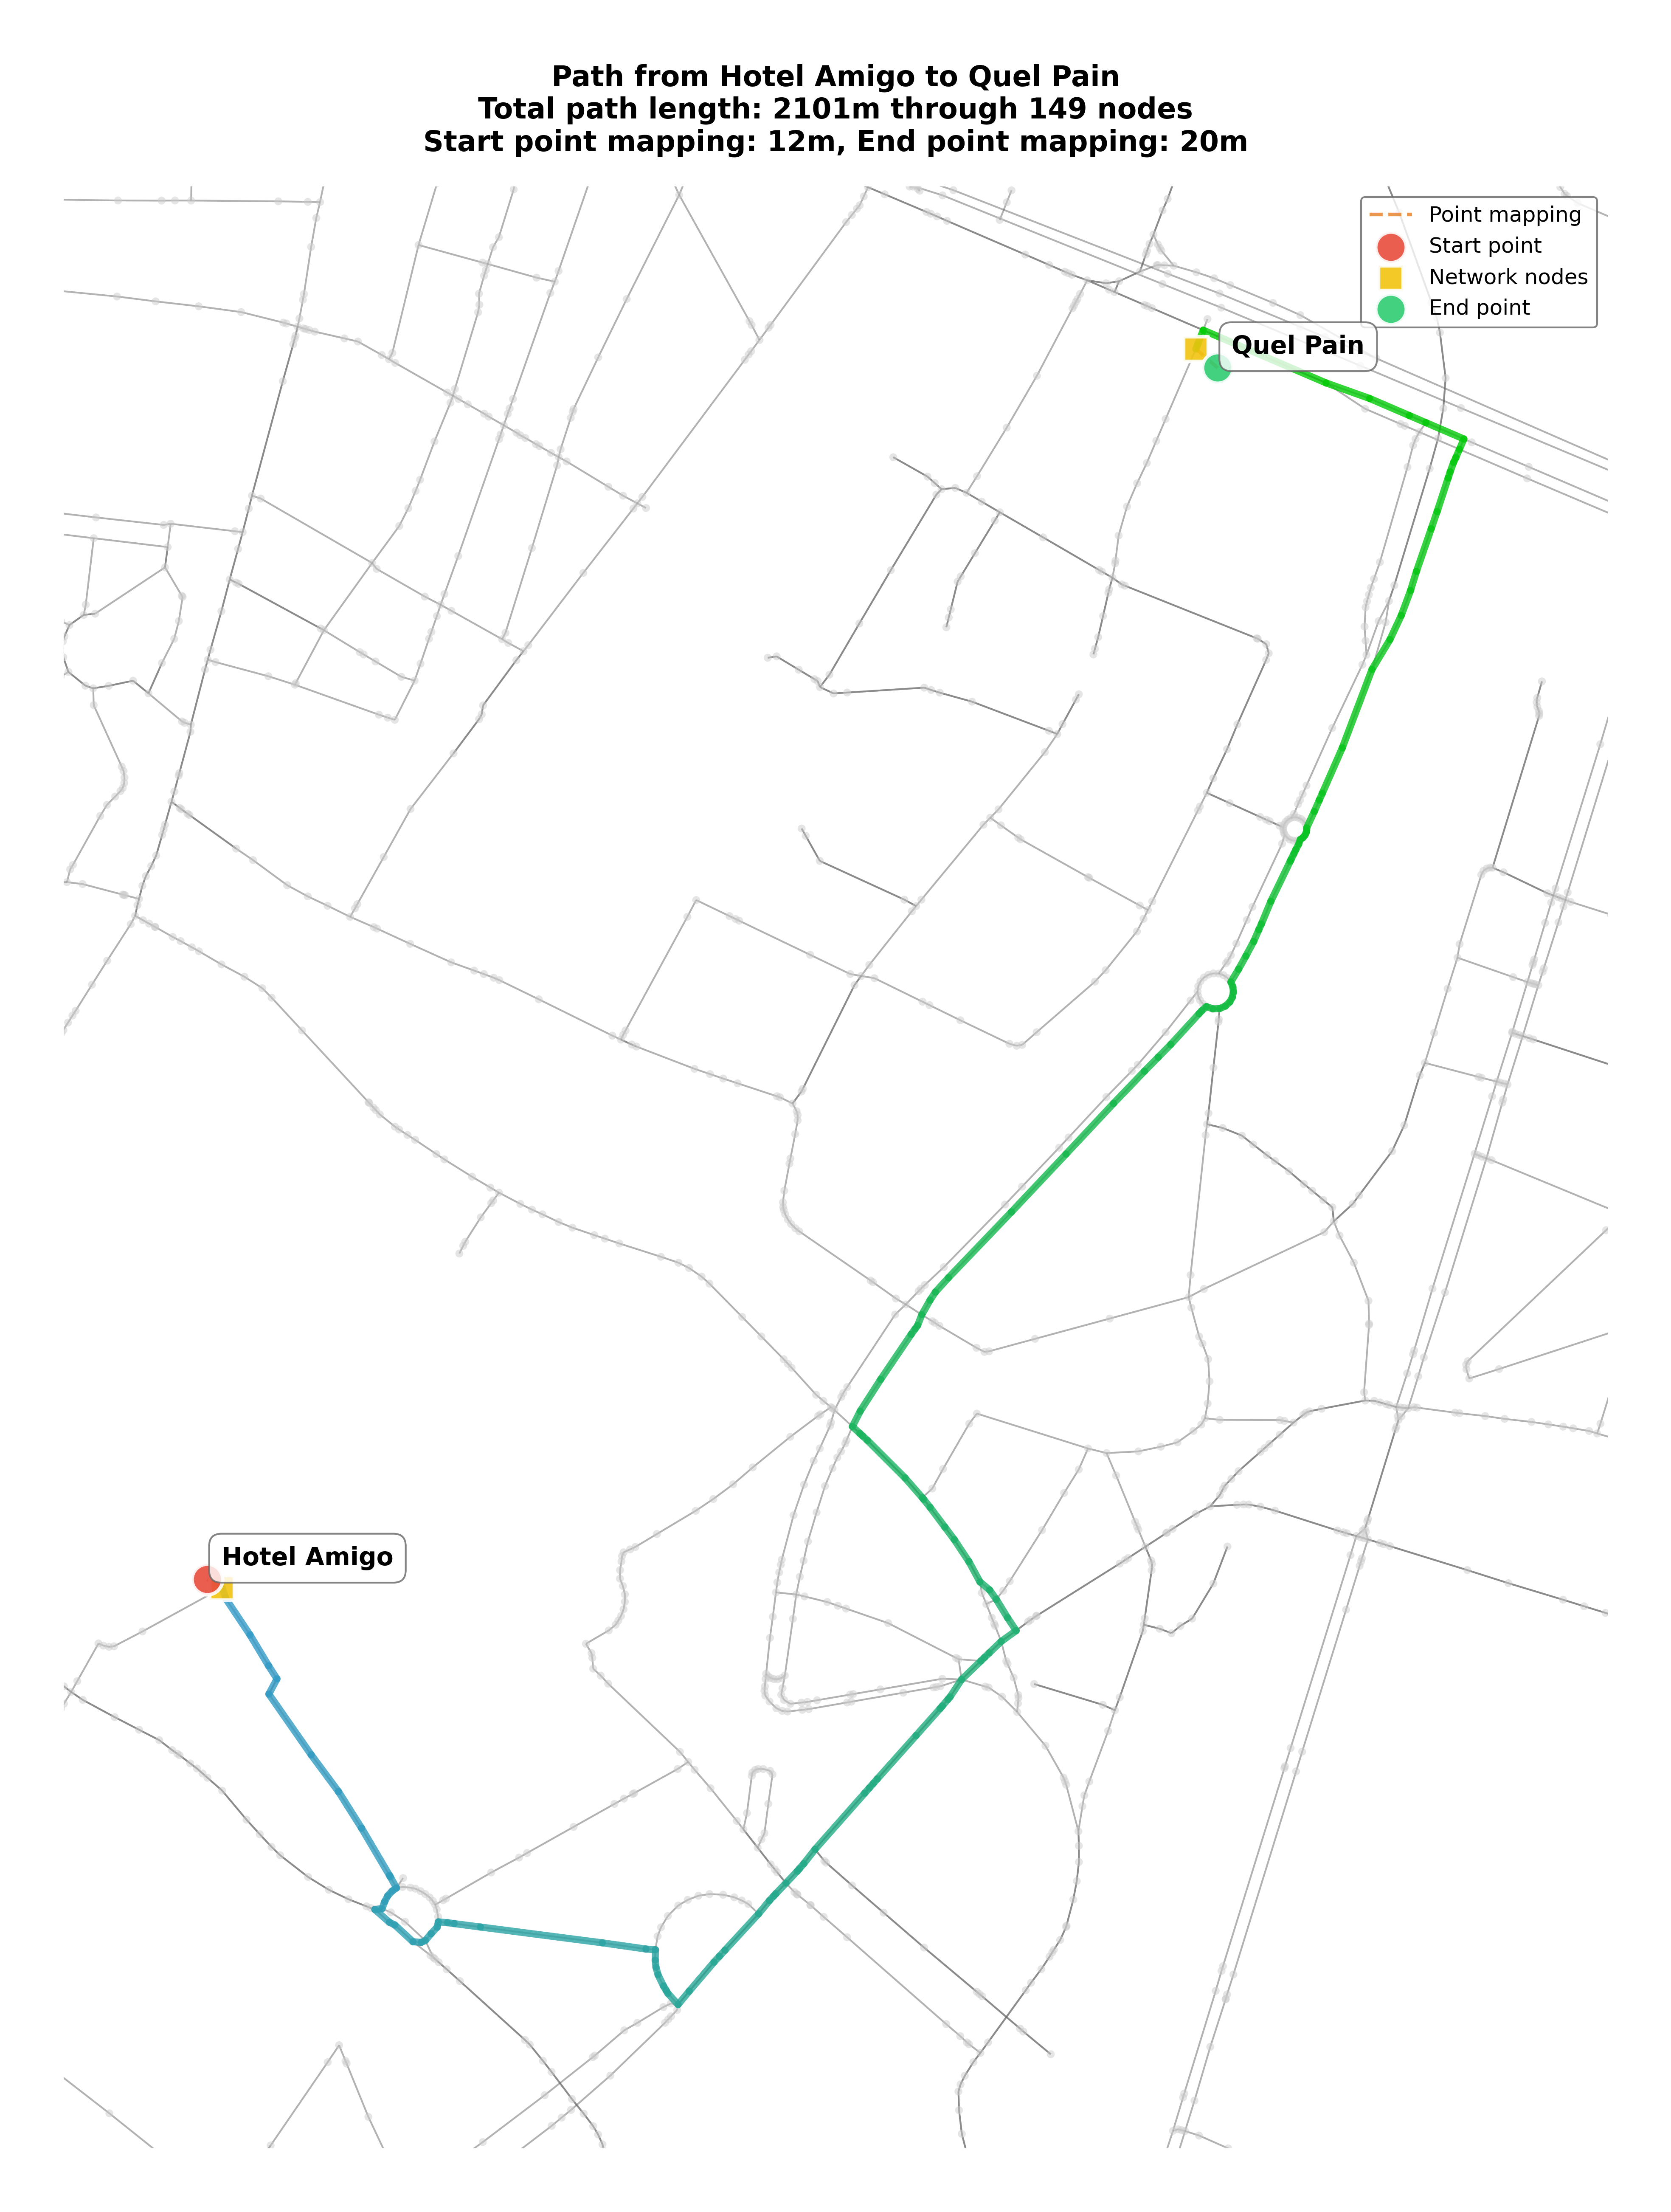 Path from Hotel Amigo to Quel Pain
Total path length: 2101m through 149 nodes
Start point mapping: 12m, End point mapping: 20m
Point mapping
Start point
Network nodes
End point
Quel Pain
Hotel Amigo